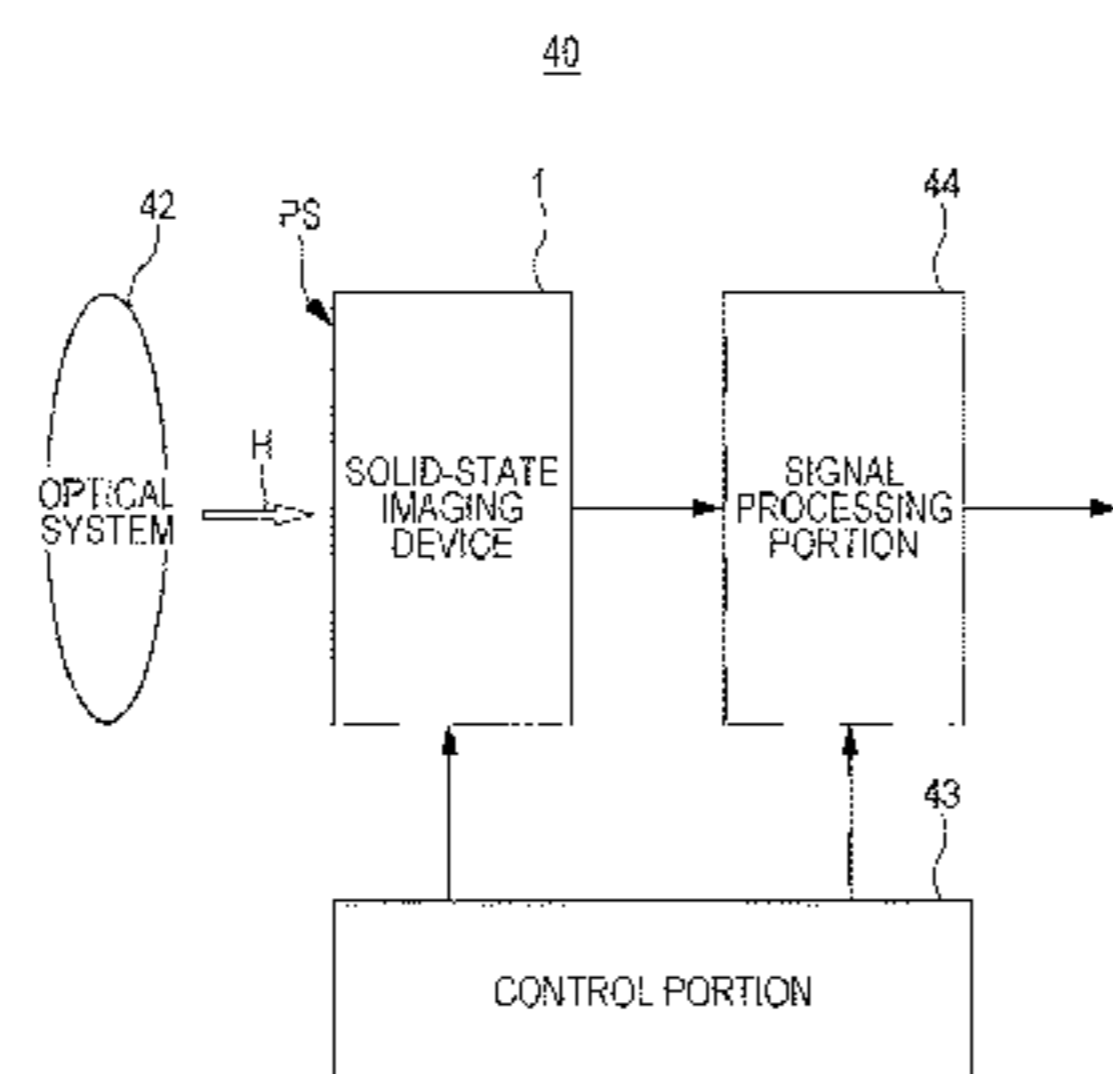 40
42
PS
1
44
H
OPTICAL
SYSTEM
SOLID-STATE
IMAGING
DEVICE
SIGNAL
PROCESSING
PORTION
43
CONTROL PORTION